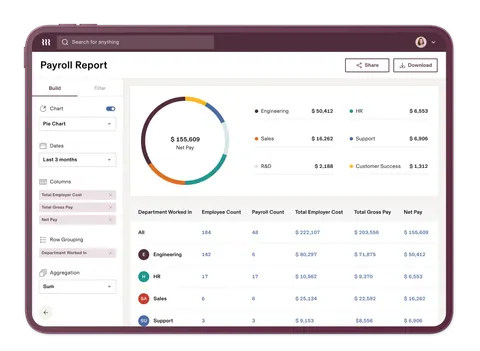 Search for anything
Payroll Report
Share
Download
Build
Filter
Chart
Pie Chart
Dates
Last 3 months
Columns
Total Employer Cost
Total Gross Pay
Net Pay
Row Grouping
Department Worked In
Aggregation
Sum
$ 155,609
Net Pay
Engineering $ 50,412 HR $ 6,553
Sales $ 16,262 Support $ 6,906
R&D $ 2,188 Customer Success $ 1,312
Department Worked In Employee Count Payroll Count Total Employer Cost Total Gross Pay Net Pay
All 184 48 $ 222,107 $ 203,556 $ 155,609
E Engineering 142 6 $ 80,297 $ 71,875 $ 50,412
H HR 17 17 $ 10,562 $ 9.370 $ 6,553
SA Sales 6 6 $ 25,134 $ 22,592 $ 16,262
SU Support 3 3 $ 9,153 $8,556 $ 6,906